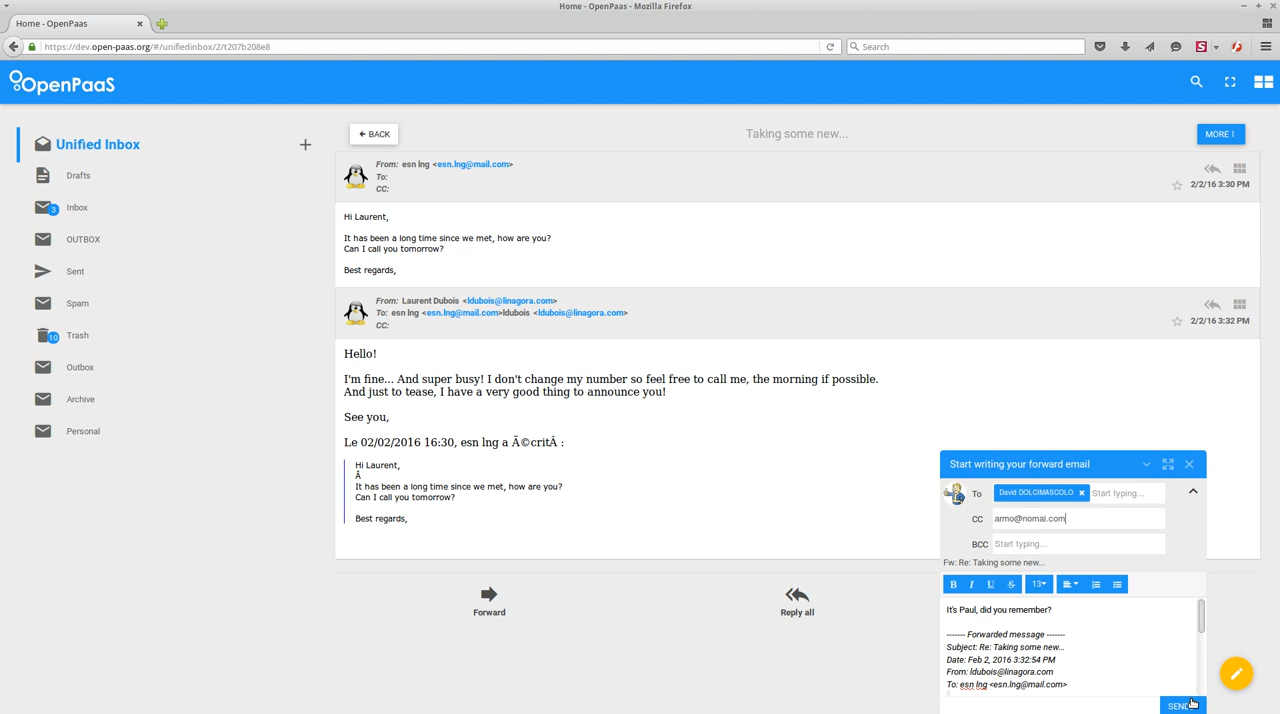 Home - OpenPaas - Mozilla Firefox
Home - OpenPaas
https://dev.open-paas.org/#/unifiedinbox/2/t207b208e8
Search
OpenPaaS
Unified Inbox
Drafts
3
Inbox
OUTBOX
Sent
Spam
10
Trash
Outbox
Archive
Personal
BACK
Taking some new...
MORE
From: esn lng <esn.lng@mail.com>
To:
CC:
2/2/16 3:30 PM
Hi Laurent,
It has been a long time since we met, how are you?
Can I call you tomorrow?
Best regards,
From: Laurent Dubois <ldubois@linagora.com>
To: esn lng <esn.lng@mail.com>ldubois <ldubois@linagora.com>
CC:
2/2/16 3:32 PM
Hello!
I'm fine... And super busy! I don't change my number so feel free to call me, the morning if possible.
And just to tease, I have a very good thing to announce you!
See you,
Le 02/02/2016 16:30, esn lng a Ã©critÂ :
Hi Laurent,
Â
It has been a long time since we met, how are you?
Can I call you tomorrow?
Best regards,
Forward
Reply all
Start writing your forward email
To David DOLCIMASCOLO x Start typing...
CC armo@nomai.com
BCC Start typing...
Fw: Re: Taking some new...
B I U S 13
It's Paul, did you remember?
------- Forwarded message -------
Subject: Re: Taking some new...
Date: Feb 2, 2016 3:32:54 PM
From: ldubois@linagora.com
To: esn lng <esn.lng@mail.com>
SEND